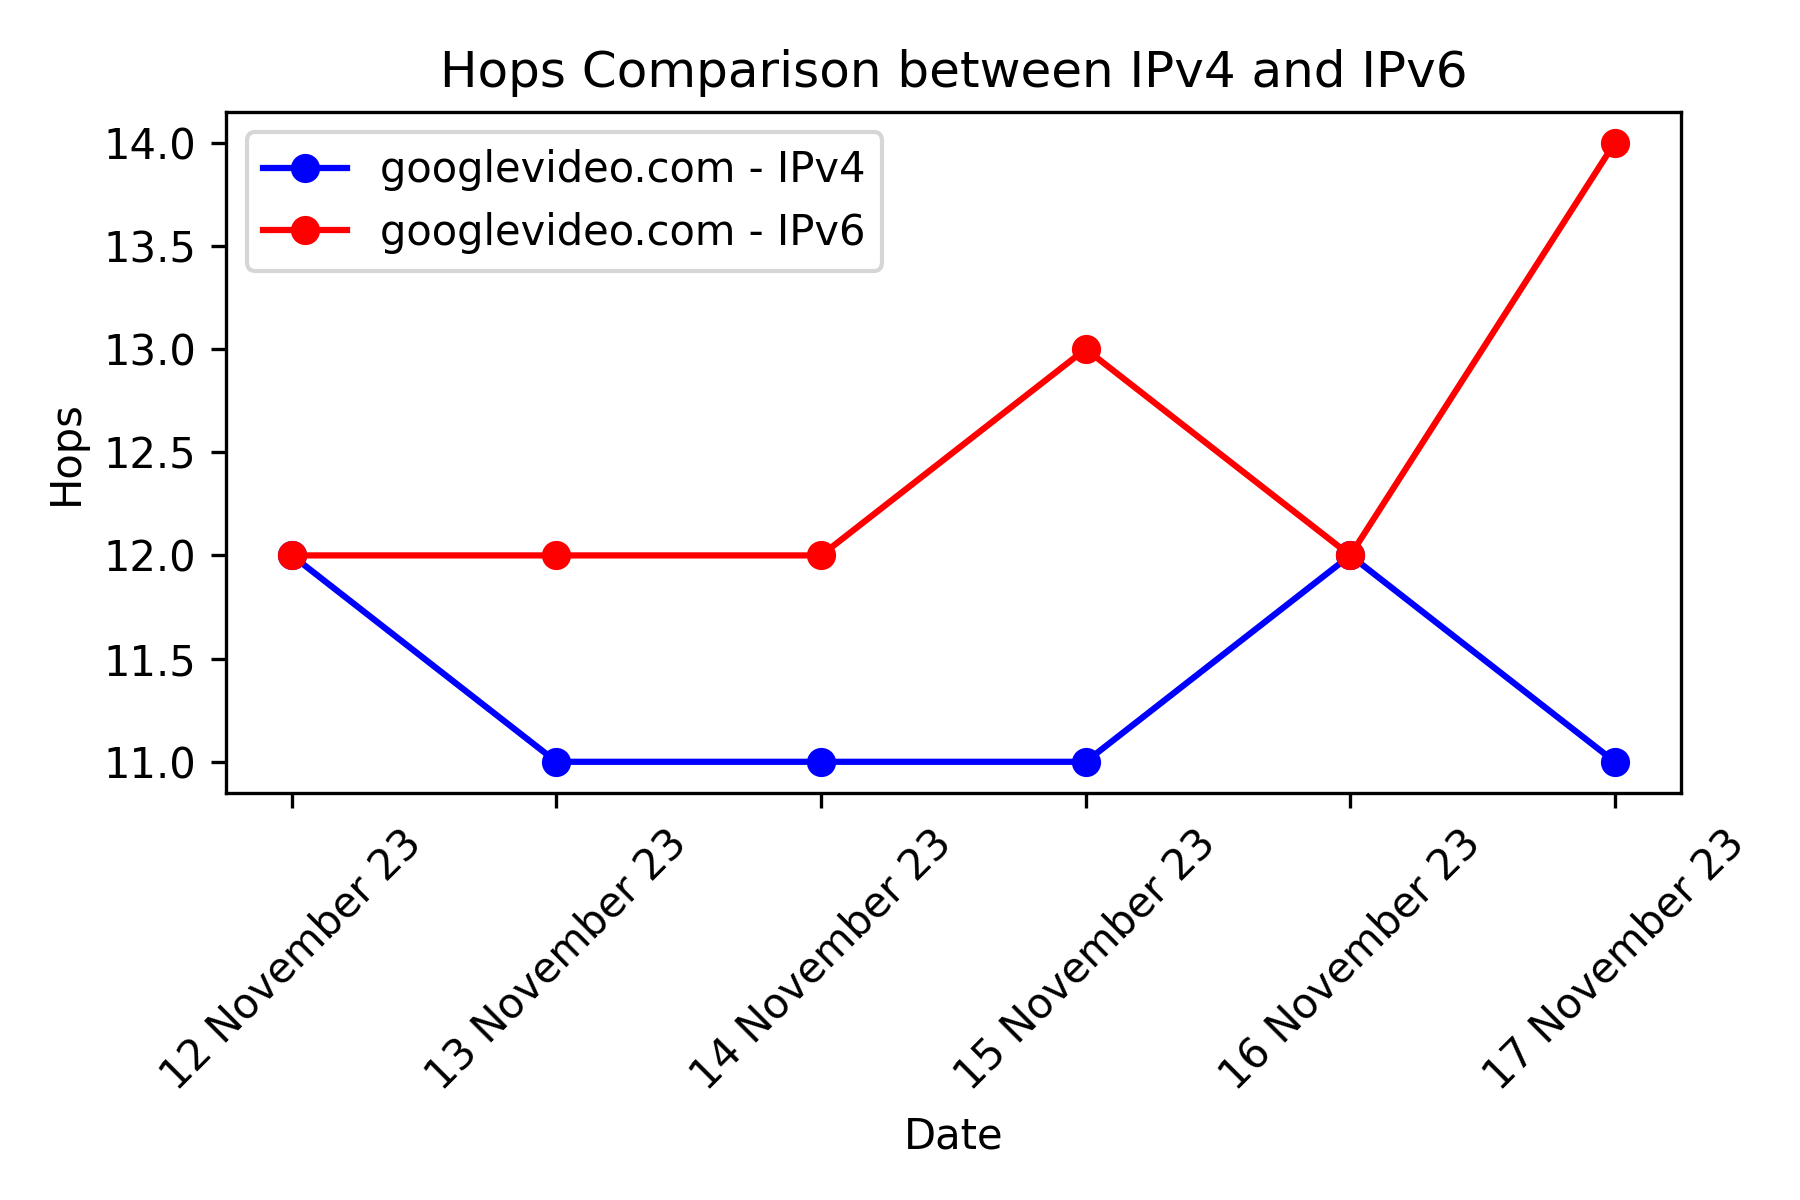 Hops Comparison between IPv4 and IPv6
googlevideo.com - IPv4
googlevideo.com - IPv6
14.0
13.5
13.0
12.5
12.0
11.5
11.0
Hops
12 November 23
13 November 23
14 November 23
15 November 23
16 November 23
17 November 23
Date